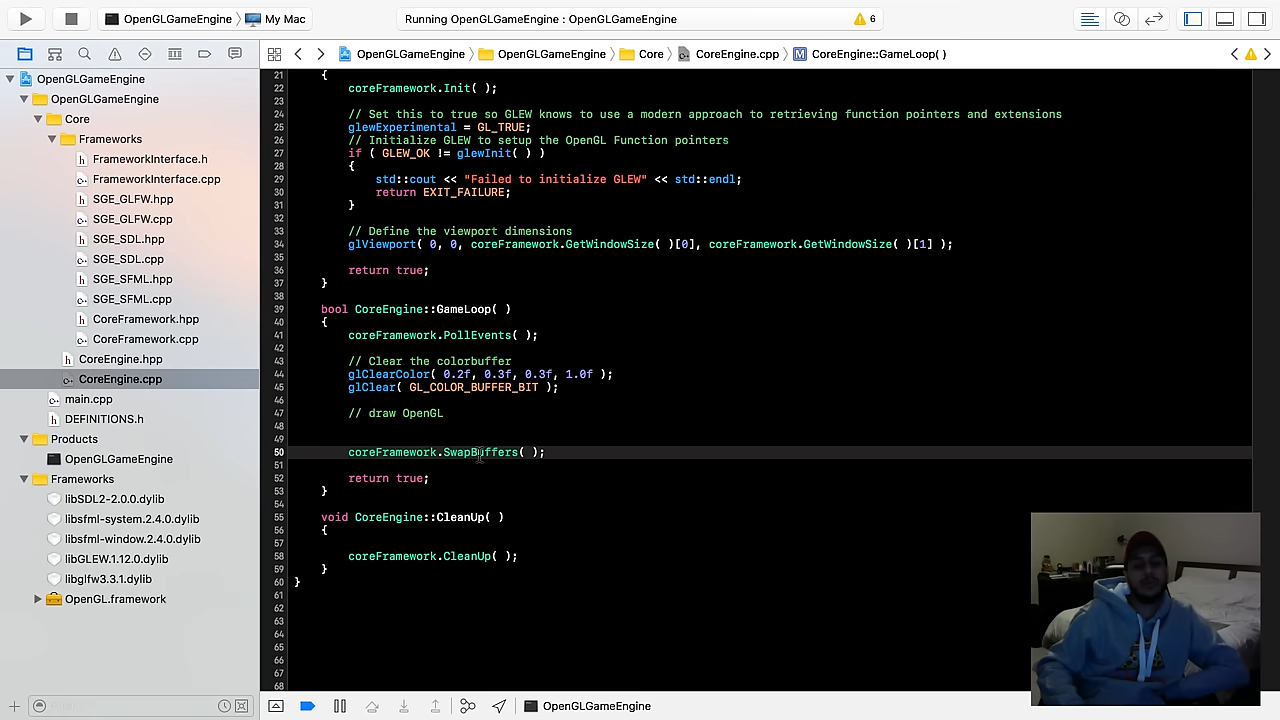 OpenGLGameEngine My Mac Running OpenGLGameEngine : OpenGLGameEngine 6
OpenGLGameEngine OpenGLGameEngine Core CoreEngine.cpp M CoreEngine::GameLoop( )
OpenGLGameEngine
OpenGLGameEngine
Core
Frameworks
h FrameworkInterface.h
FrameworkInterface.cpp
h SGE_GLFW.hpp
SGE_GLFW.cpp
h SGE_SDL.hpp
SGE_SDL.cpp
h SGE_SFML.hpp
SGE_SFML.cpp
h CoreFramework.hpp
CoreFramework.cpp
h CoreEngine.hpp
CoreEngine.cpp
main.cpp
h DEFINITIONS.h
Products
OpenGLGameEngine
Frameworks
libSDL2-2.0.0.dylib
libsfml-system.2.4.0.dylib
libsfml-window.2.4.0.dylib
libGLEW.1.12.0.dylib
libglfw3.3.1.dylib
OpenGL.framework
21 {
22 coreFramework.Init( );
23
24 // Set this to true so GLEW knows to use a modern approach to retrieving function pointers and extensions
25 glewExperimental = GL_TRUE;
26 // Initialize GLEW to setup the OpenGL Function pointers
27 if ( GLEW_OK != glewInit( ) )
28 {
29 std::cout << "Failed to initialize GLEW" << std::endl;
30 return EXIT_FAILURE;
31 }
32
33 // Define the viewport dimensions
34 glViewport( 0, 0, coreFramework.GetWindowSize( )[0], coreFramework.GetWindowSize( )[1] );
35
36 return true;
37 }
38
39 bool CoreEngine::GameLoop( )
40 {
41 coreFramework.PollEvents( );
42
43 // Clear the colorbuffer
44 glClearColor( 0.2f, 0.3f, 0.3f, 1.0f );
45 glClear( GL_COLOR_BUFFER_BIT );
46
47 // draw OpenGL
48
49
50 coreFramework.SwapBuffers( );
51
52 return true;
53 }
54
55 void CoreEngine::CleanUp( )
56 {
57
58 coreFramework.CleanUp( );
59 }
60 }
61
62
63
64
65
66
67
68
OpenGLGameEngine